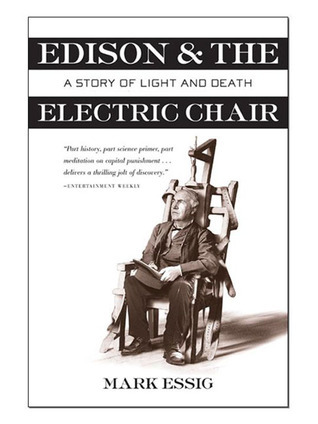 EDISON & THE
A STORY OF LIGHT AND DEATH
ELECTRIC CHAIR
“Part history, part science primer, part
meditation on capital punishment . . .
delivers a thrilling jolt of discovery.”
—ENTERTAINMENT WEEKLY
MARK ESSIG